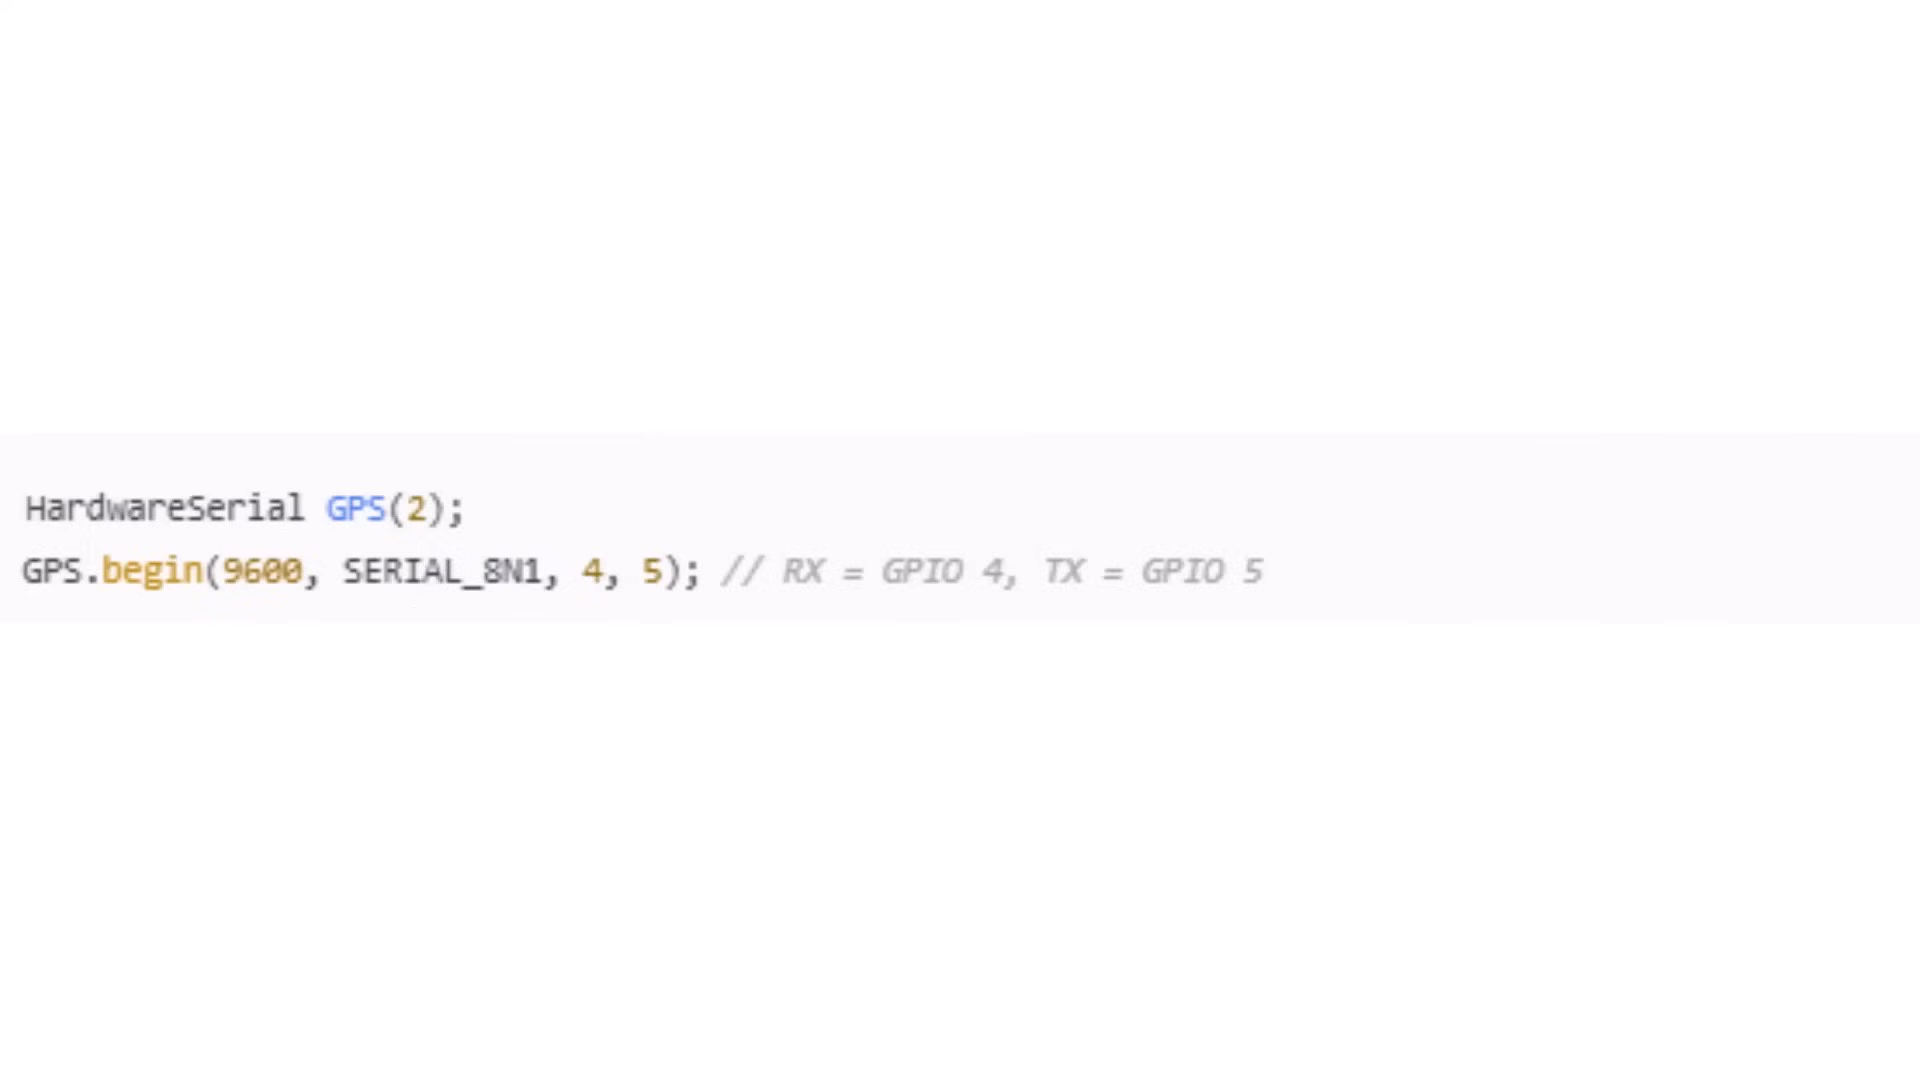 HardwareSerial GPS(2);
GPS.begin(9600, SERIAL_8N1, 4, 5); // RX = GPIO 4, TX = GPIO 5